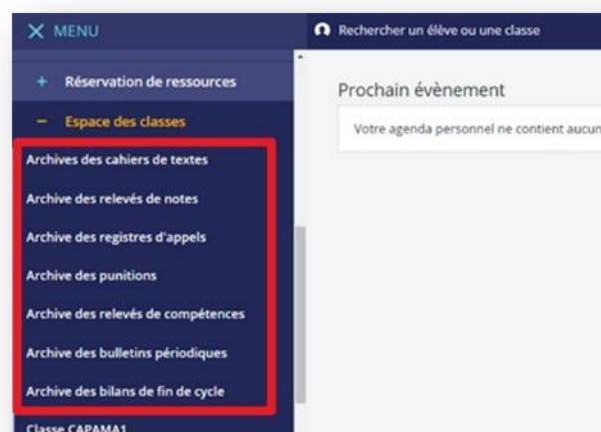 MENU
Rechercher un élève ou une classe
+ Réservation de ressources
− Espace des classes
Archives des cahiers de textes
Archive des relevés de notes
Archive des registres d'appels
Archive des punitions
Archive des relevés de compétences
Archive des bulletins périodiques
Archive des bilans de fin de cycle
Classe CAPAMA1
Prochain évènement
Votre agenda personnel ne contient aucun